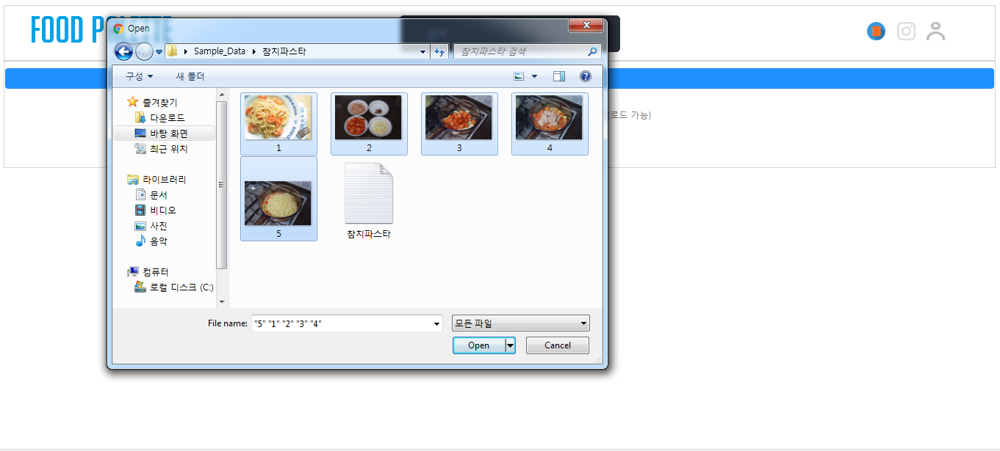 FOOD P
Open
Sample_Data 참치파스타
참치파스타 검색
구성 새 폴더
즐겨찾기
다운로드
바탕 화면
최근 위치
라이브러리
문서
비디오
사진
음악
컴퓨터
로컬 디스크 (C:)
1 2 3 4
5 참치파스타
로드 가능)
File name: "5" "1" "2" "3" "4" 모든 파일
Open Cancel